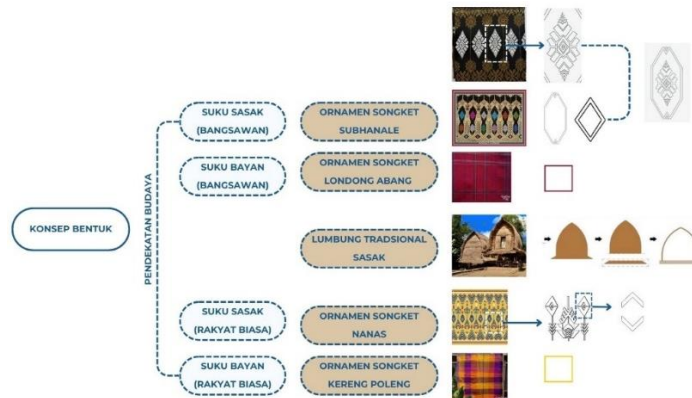 SUKU SASAK
(BANGSAWAN)
ORNAMEN SONGKET
SUBHANALE
SUKU BAYAN
(BANGSAWAN)
ORNAMEN SONGKET
LONDONG ABANG
KONSEP BENTUK
PENDEKATAN BUDAYA
LUMBUNG TRADSIONAL
SASAK
SUKU SASAK
(RAKYAT BIASA)
ORNAMEN SONGKET
NANAS
SUKU BAYAN
(RAKYAT BIASA)
ORNAMEN SONGKET
KERENG POLENG